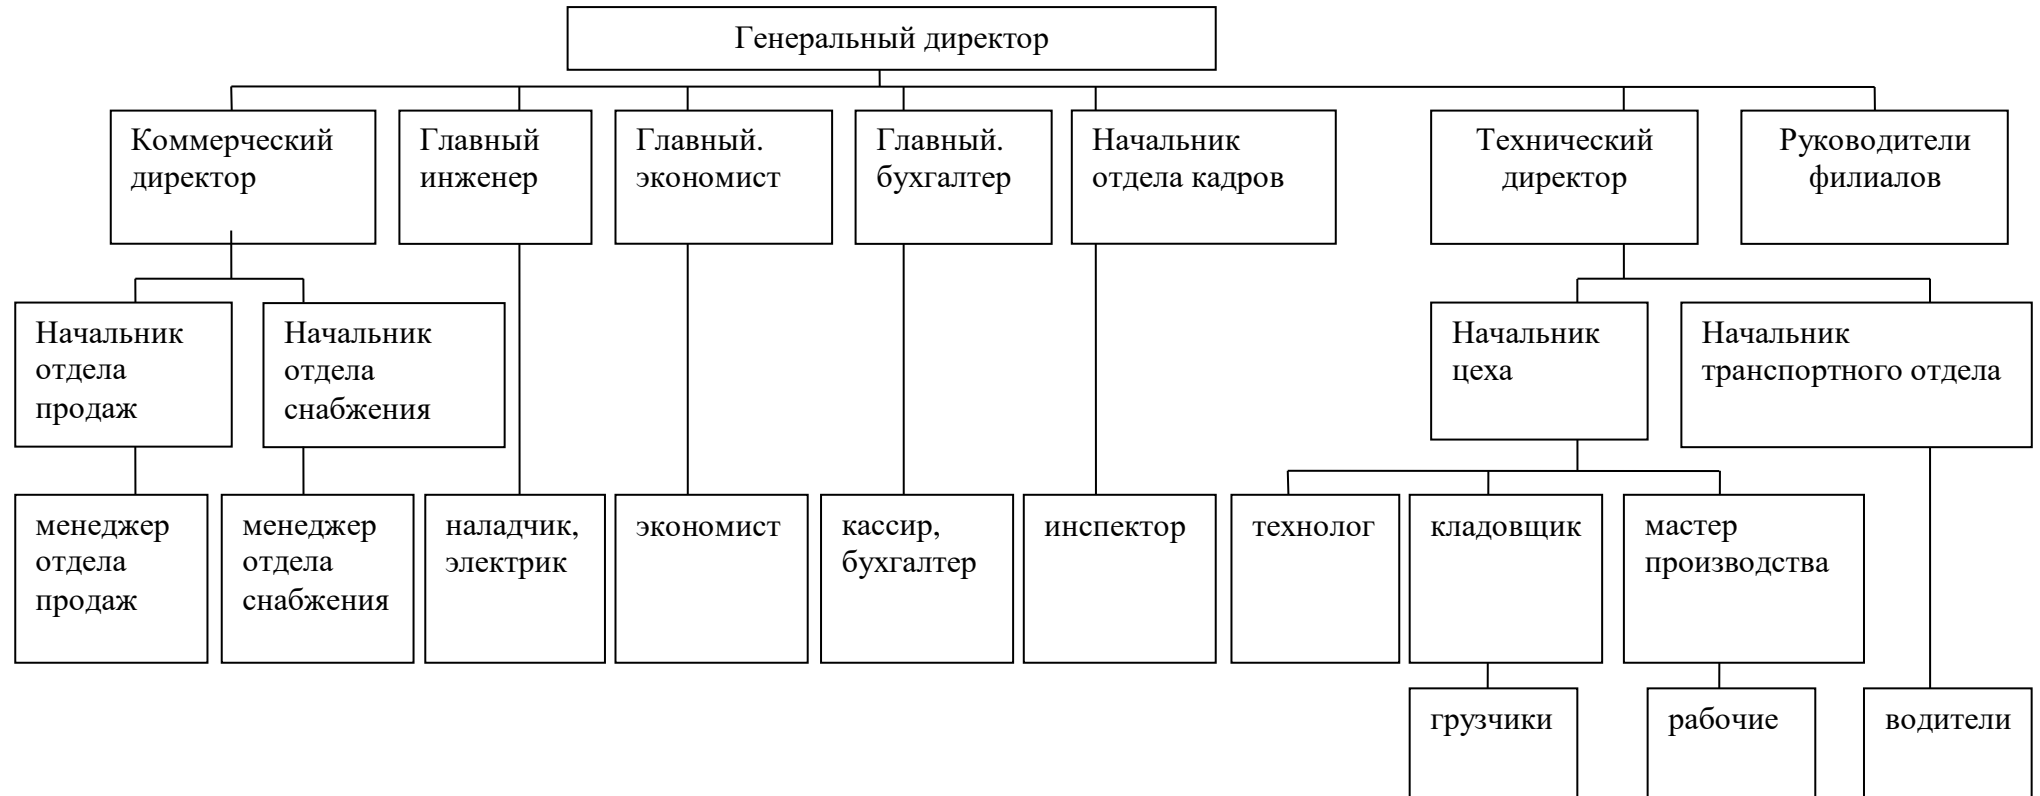 Генеральный директор
Коммерческий
директор
Главный
инженер
Главный.
экономист
Главный.
бухгалтер
Начальник
отдела кадров
Технический
директор
Руководители
филиалов
Начальник
отдела
продаж
Начальник
отдела
снабжения
Начальник
цеха
Начальник
транспортного отдела
менеджер
отдела
продаж
менеджер
отдела
снабжения
наладчик,
электрик
экономист
кассир,
бухгалтер
инспектор
технолог
кладовщик
мастер
производства
грузчики
рабочие
водители